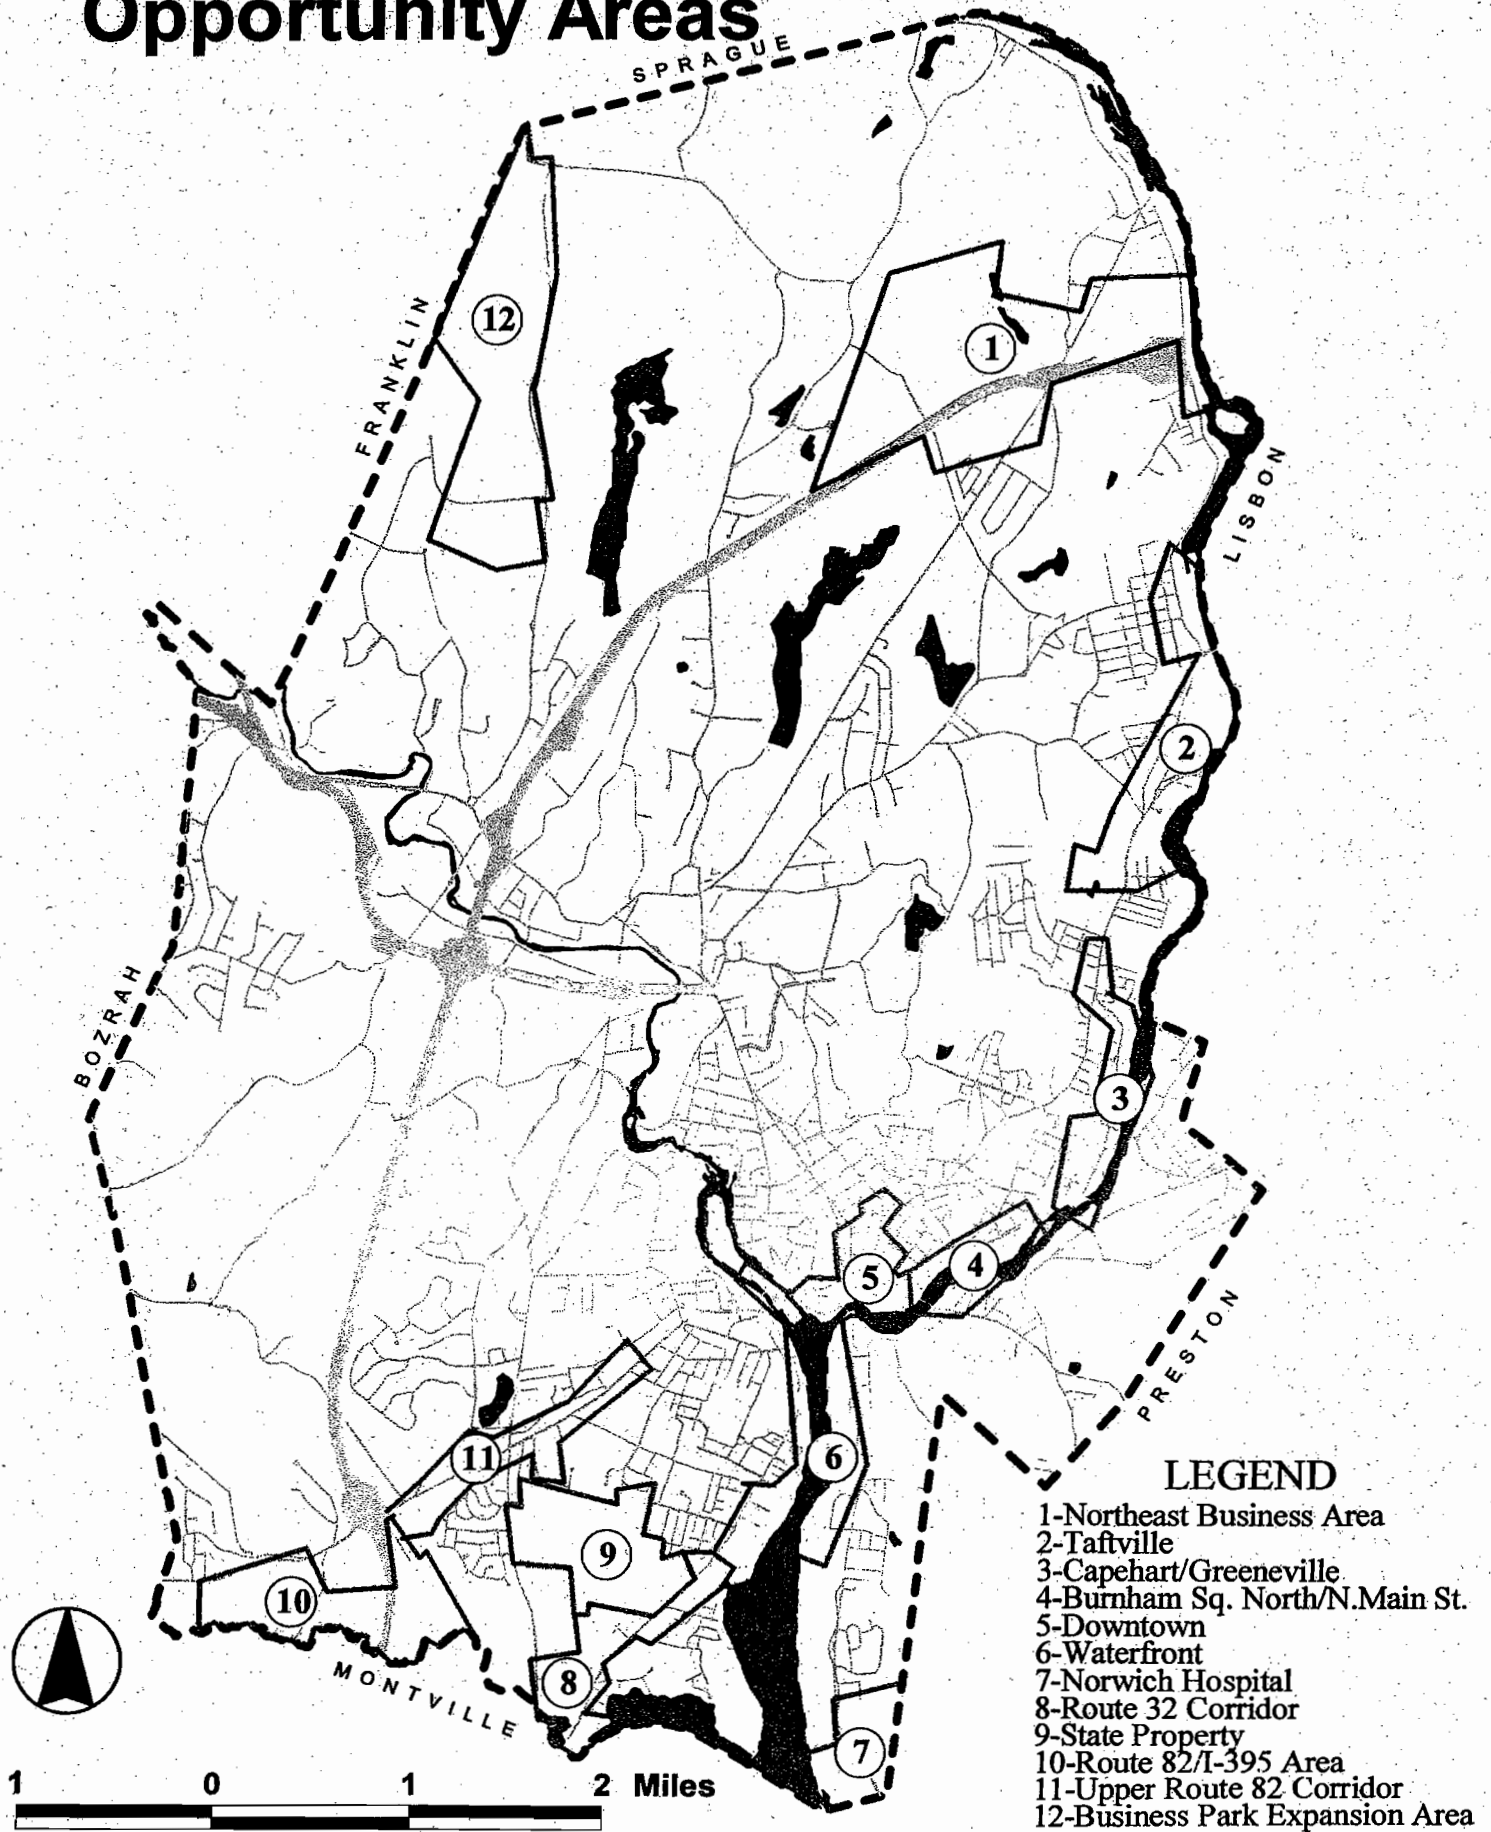 Opportunity Areas
SPRAGUE
FRANKLIN
12
1
LISBON
2
BOZRAH
3
5
4
PRESTON
11
6
9
10
8
7
MONTVILLE
LEGEND
1-Northeast Business Area
2-Taftville
3-Capehart/Greeneville
4-Burnham Sq. North/N.Main St.
5-Downtown
6-Waterfront
7-Norwich Hospital
8-Route 32 Corridor
9-State Property
10-Route 82/I-395 Area
11-Upper Route 82 Corridor
12-Business Park Expansion Area
1 0 1 2 Miles